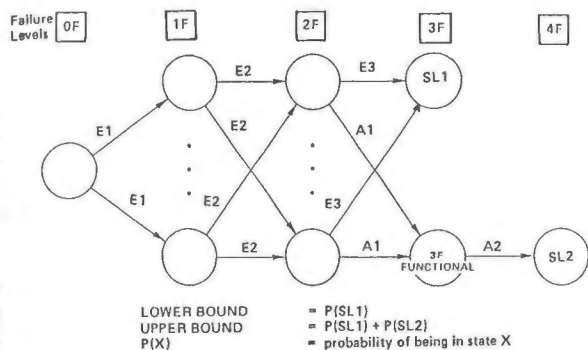 Failure Levels
0F 1F 2F 3F 4F
E2 E3
SL1
E1 E2 A1
E1 E2 E3
E2 A1 A2
3F
FUNCTIONAL
SL2
LOWER BOUND = P(SL1)
UPPER BOUND = P(SL1) + P(SL2)
P(X) = probability of being in state X